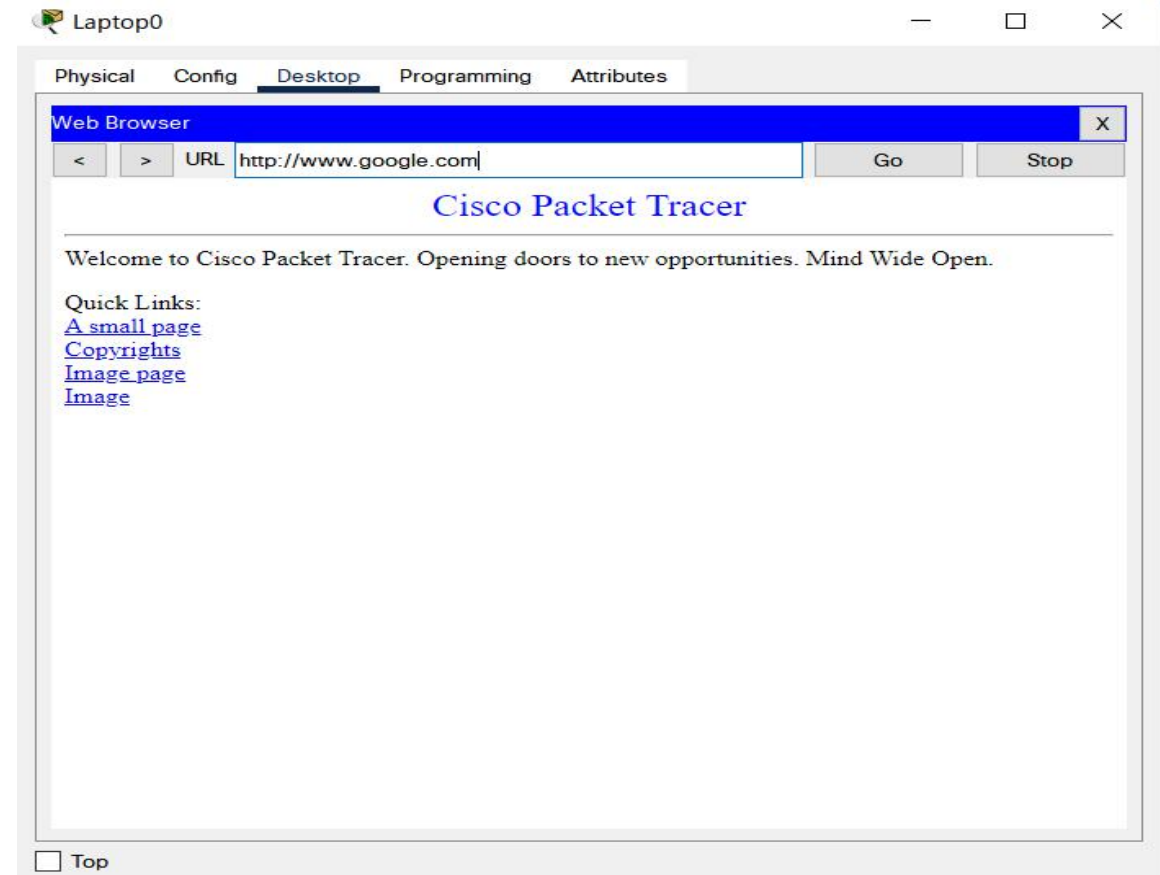 Laptop0
Physical Config Desktop Programming Attributes
Web Browser X
< > URL http://www.google.com Go Stop
Cisco Packet Tracer
Welcome to Cisco Packet Tracer. Opening doors to new opportunities. Mind Wide Open.
Quick Links:
A small page
Copyrights
Image page
Image
Top